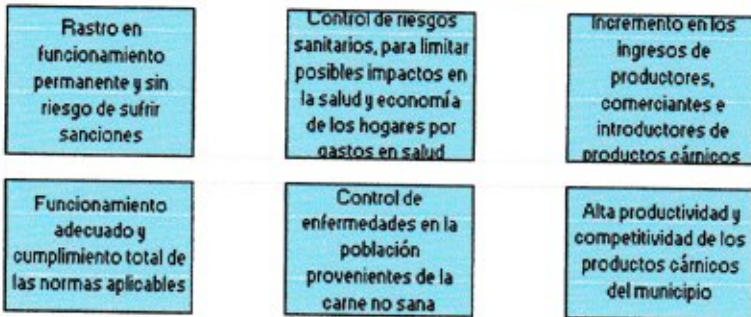 Rastro en
funcionamiento
permanente y sin
riesgo de sufrir
sanciones
Control de riesgos
sanitarios, para limitar
posibles impactos en
la salud y economía
de los hogares por
gastos en salud
Incremento en los
ingresos de
productores,
comerciantes e
introductores de
productos cárnicos
Funcionamiento
adecuado y
cumplimiento total de
las normas aplicables
Control de
enfermedades en la
población
provenientes de la
carne no sana
Alta productividad y
competitividad de los
productos cárnicos
del municipio